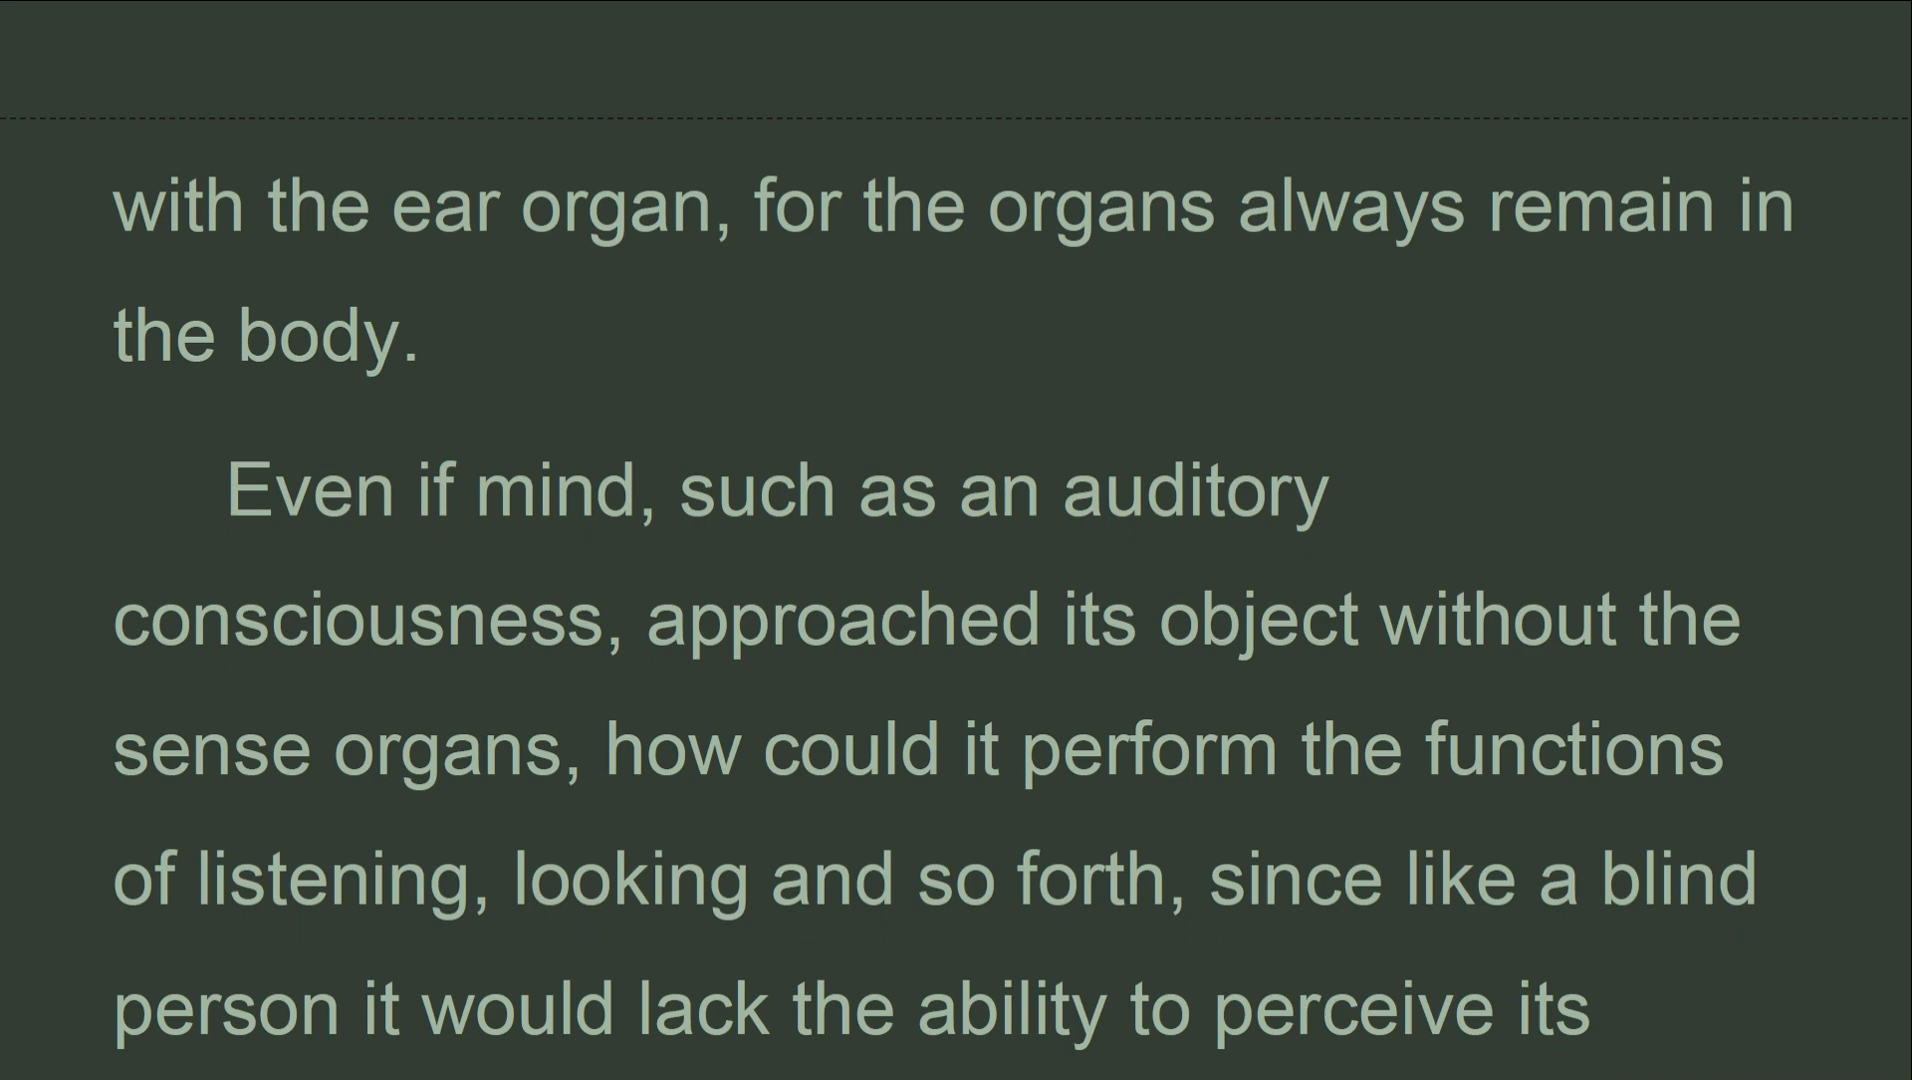 with the ear organ, for the organs always remain in
the body.
Even if mind, such as an auditory
consciousness, approached its object without the
sense organs, how could it perform the functions
of listening, looking and so forth, since like a blind
person it would lack the ability to perceive its